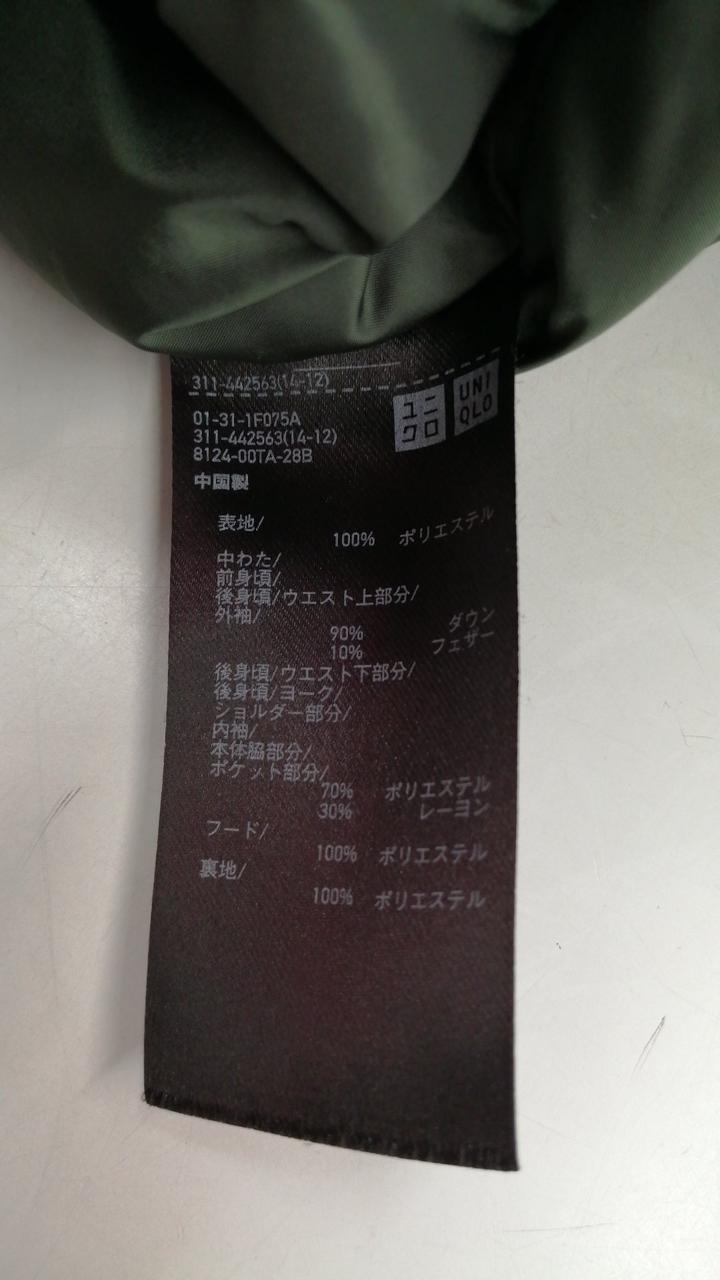 311-442563(14-12)
ユニ
クロ
UNI
QLO
01-31-1F075A
311-442563(14-12)
8124-00TA-28B
中国製
表地/
100% ポリエステル
中わた/
前身頃/
後身頃/ウエスト上部分/
外袖/
90% ダウン
10% フェザー
後身頃/ウエスト下部分/
後身頃/ヨーク/
ショルダー部分/
内袖/
本体脇部分/
ポケット部分/
70% ポリエステル
30% レーヨン
フード/
100% ポリエステル
裏地/
100% ポリエステル